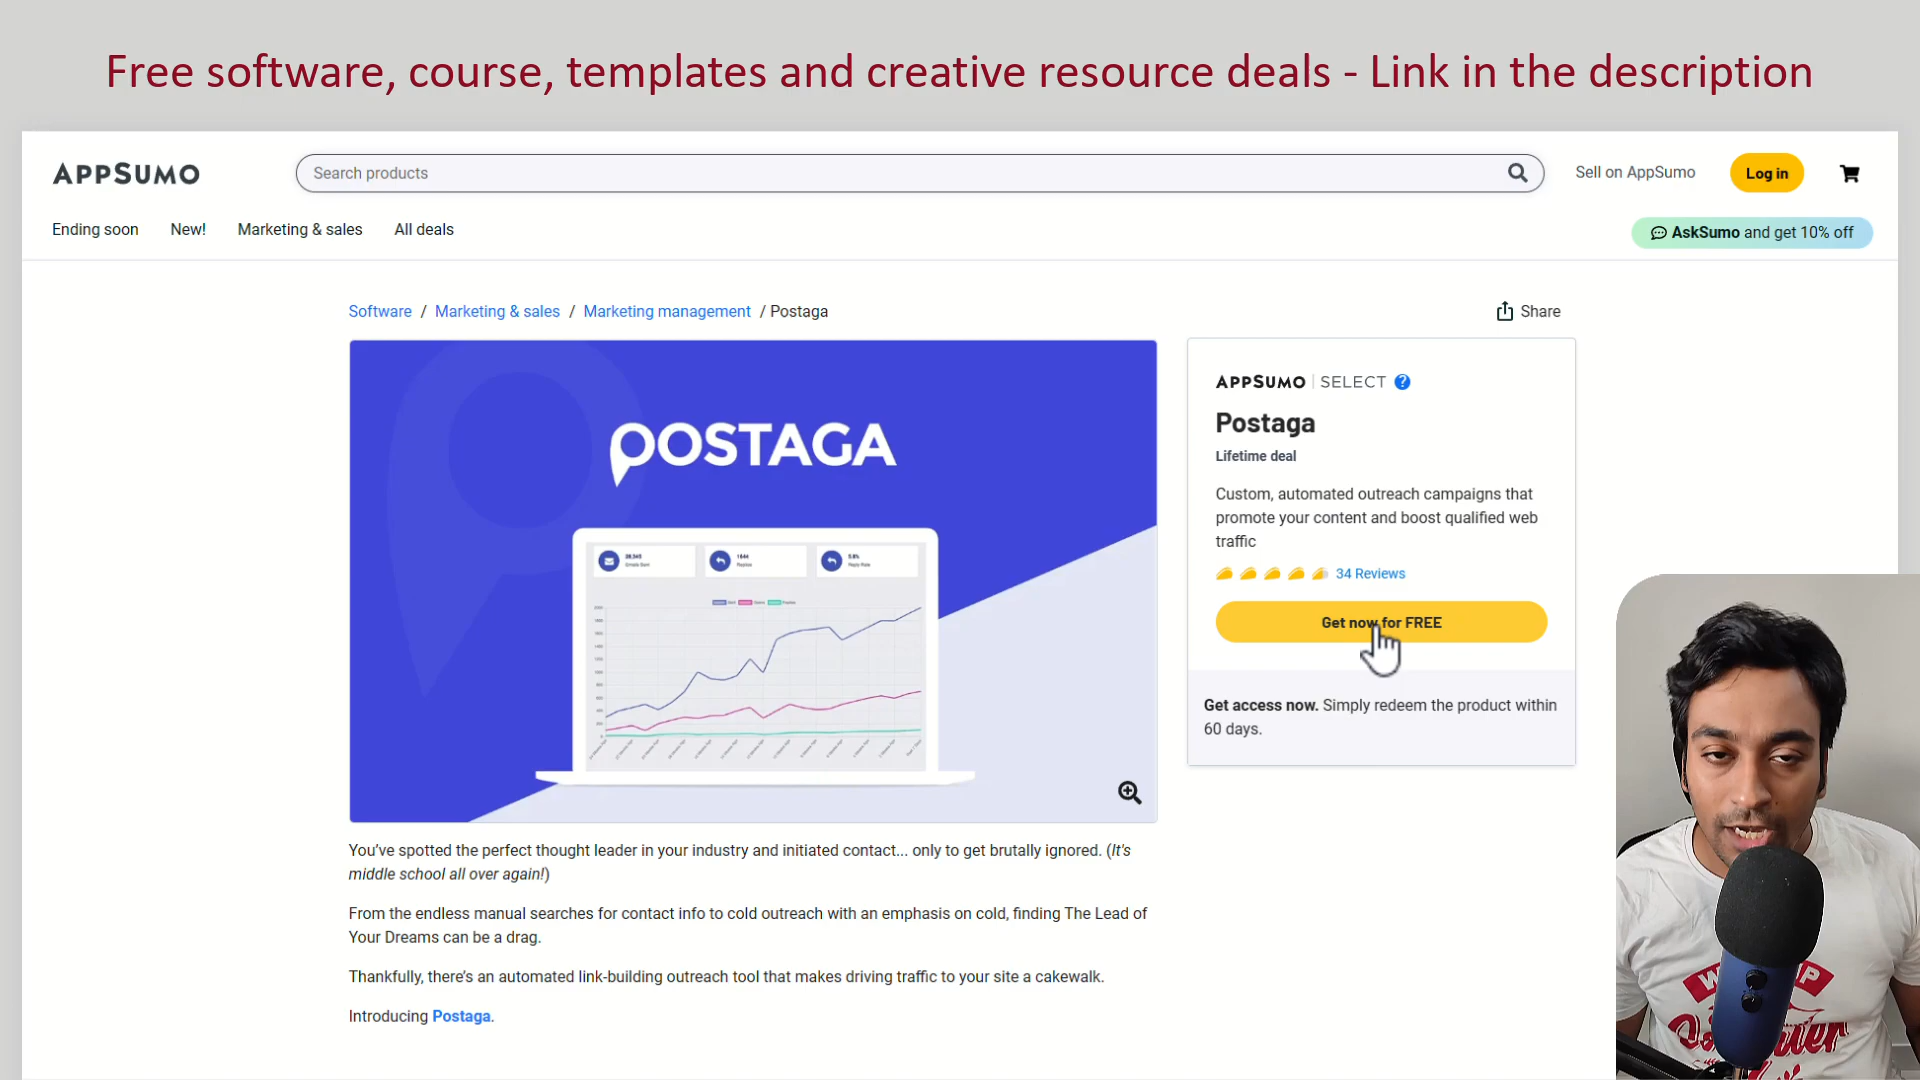 Free software, course, templates and creative resource deals - Link in the description
APPSUMO
Search products
Sell on AppSumo
Log in
Ending soon
New!
Marketing & sales
All deals
AskSumo and get 10% off
Software / Marketing & sales / Marketing management / Postaga
Share
POSTAGA
APPSUMO | SELECT ?
Postaga
Lifetime deal
Custom, automated outreach campaigns that
promote your content and boost qualified web
traffic
34 Reviews
Get now for FREE
Get access now. Simply redeem the product within
60 days.
You've spotted the perfect thought leader in your industry and initiated contact... only to get brutally ignored. (It's
middle school all over again!)
From the endless manual searches for contact info to cold outreach with an emphasis on cold, finding The Lead of
Your Dreams can be a drag.
Thankfully, there's an automated link-building outreach tool that makes driving traffic to your site a cakewalk.
Introducing Postaga.